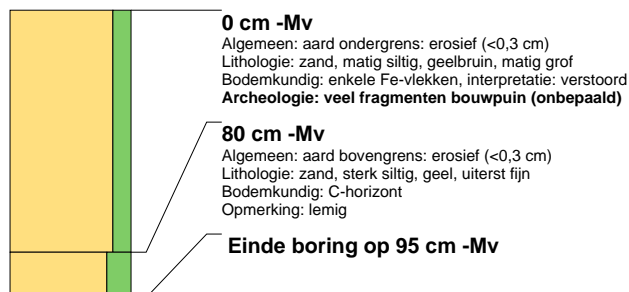 0 cm -Mv
Algemeen: aard ondergrens: erosief (<0,3 cm)
Lithologie: zand, matig siltig, geelbruin, matig grof
Bodemkundig: enkele Fe-vlekken, interpretatie: verstoord
Archeologie: veel fragmenten bouwpuin (onbepaald)
80 cm -Mv
Algemeen: aard bovengrens: erosief (<0,3 cm)
Lithologie: zand, sterk siltig, geel, uiterst fijn
Bodemkundig: C-horizont
Opmerking: lemig
Einde boring op 95 cm -Mv